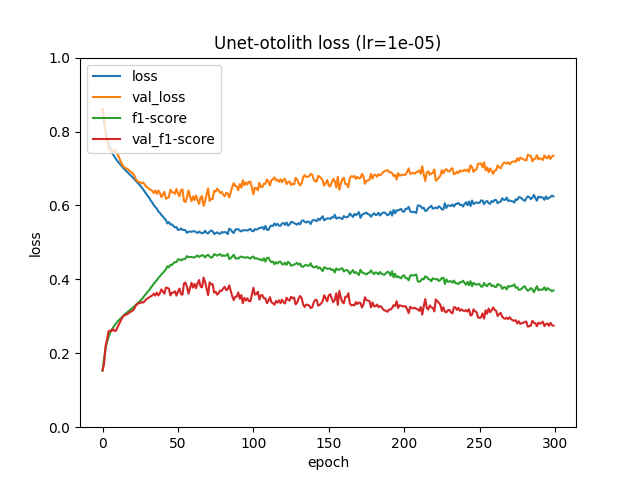 Unet-otolith loss (lr=1e-05)
loss
val_loss
f1-score
val_f1-score
1.0
0.8
0.6
0.4
0.2
0.0
loss
0 50 100 150 200 250 300
epoch